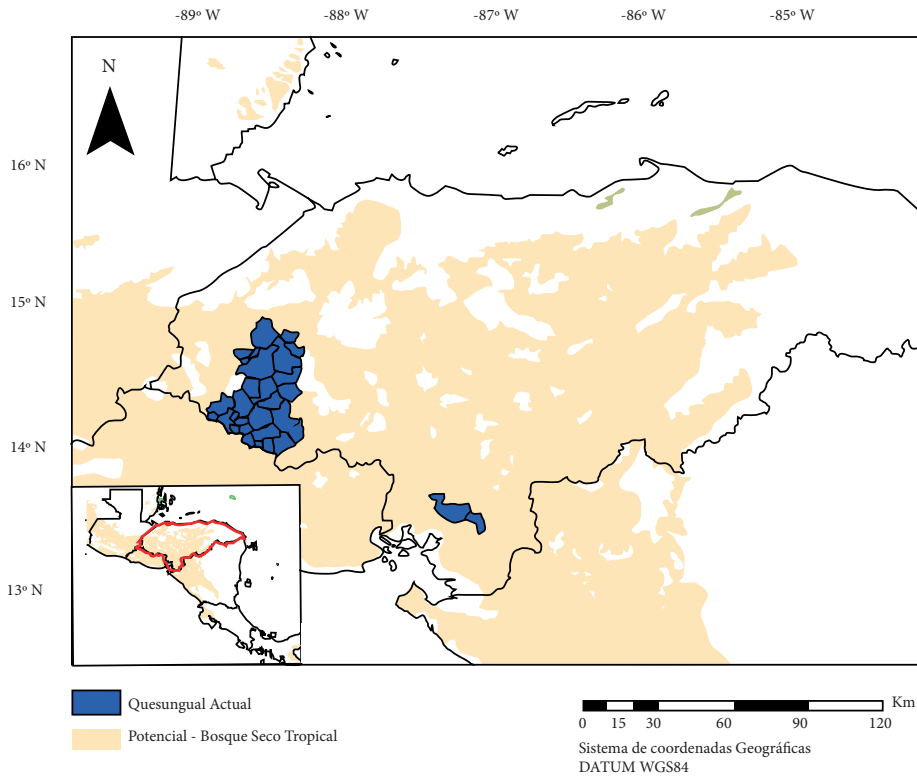 -89º W -88º W -87º W -86º W -85º W
N
16º N
15º N
14º N
13º N
Quesungual Actual
Potencial - Bosque Seco Tropical
Km
0 15 30 60 90 120
Sistema de coordenadas Geográficas
DATUM WGS84